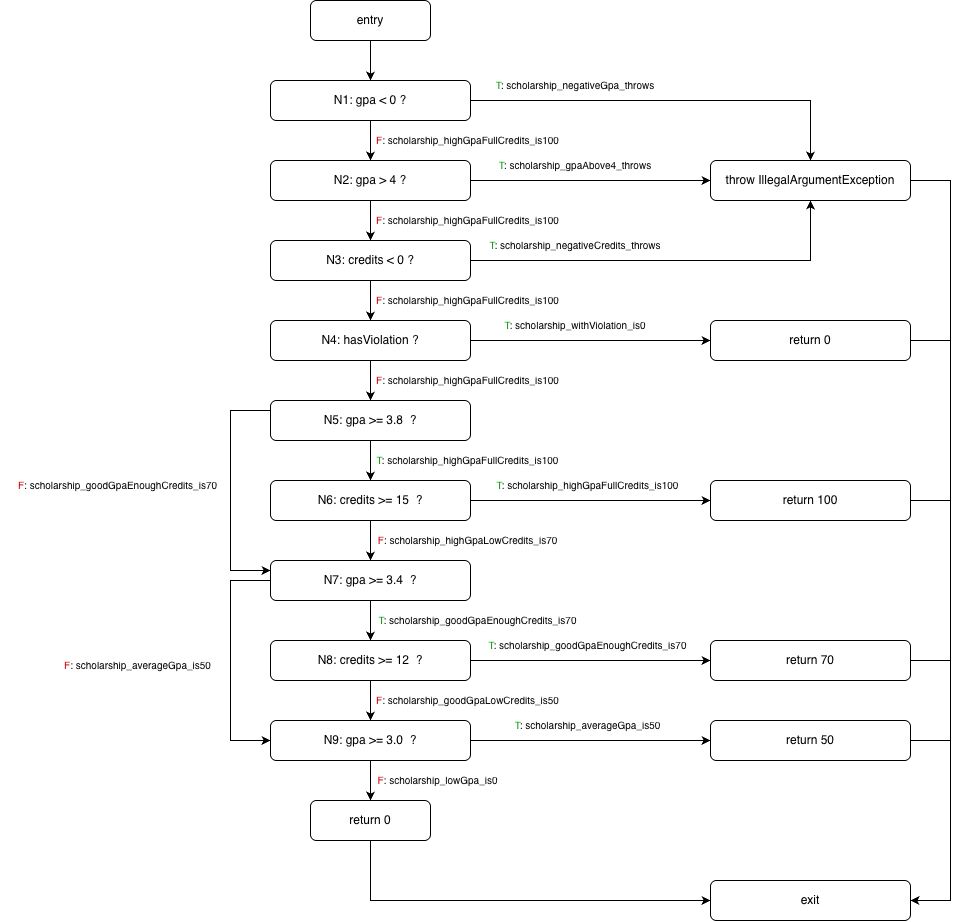 entry
T: scholarship_negativeGpa_throws
N1: gpa < 0 ?
F: scholarship_highGpaFullCredits_is100
T: scholarship_gpaAbove4_throws
N2: gpa > 4 ?
throw IllegalArgumentException
F: scholarship_highGpaFullCredits_is100
T: scholarship_negativeCredits_throws
N3: credits < 0 ?
F: scholarship_highGpaFullCredits_is100
T: scholarship_withViolation_is0
N4: hasViolation ?
return 0
F: scholarship_highGpaFullCredits_is100
N5: gpa >= 3.8 ?
T: scholarship_highGpaFullCredits_is100
F: scholarship_goodGpaEnoughCredits_is70
T: scholarship_highGpaFullCredits_is100
N6: credits >= 15 ?
return 100
F: scholarship_highGpaLowCredits_is70
N7: gpa >= 3.4 ?
T: scholarship_goodGpaEnoughCredits_is70
T: scholarship_goodGpaEnoughCredits_is70
N8: credits >= 12 ?
return 70
F: scholarship_averageGpa_is50
F: scholarship_goodGpaLowCredits_is50
T: scholarship_averageGpa_is50
N9: gpa >= 3.0 ?
return 50
F: scholarship_lowGpa_is0
return 0
exit